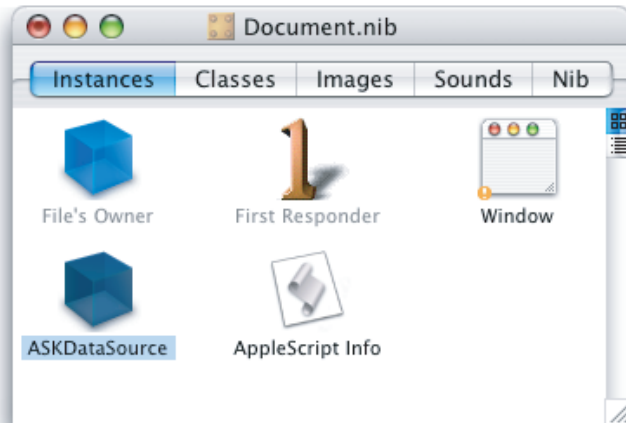 Document.nib
Instances Classes Images Sounds Nib
File's Owner First Responder Window
ASKDataSource AppleScript Info